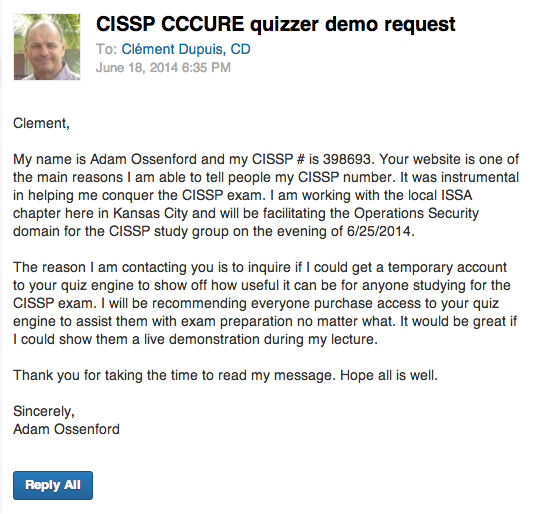 CISSP CCCURE quizzer demo request
To: Clément Dupuis, CD
June 18, 2014 6:35 PM
Clement,
My name is Adam Ossenford and my CISSP # is 398693. Your website is one of
the main reasons I am able to tell people my CISSP number. It was instrumental
in helping me conquer the CISSP exam. I am working with the local ISSA
chapter here in Kansas City and will be facilitating the Operations Security
domain for the CISSP study group on the evening of 6/25/2014.
The reason I am contacting you is to inquire if I could get a temporary account
to your quiz engine to show off how useful it can be for anyone studying for the
CISSP exam. I will be recommending everyone purchase access to your quiz
engine to assist them with exam preparation no matter what. It would be great if
I could show them a live demonstration during my lecture.
Thank you for taking the time to read my message. Hope all is well.
Sincerely,
Adam Ossenford
Reply All